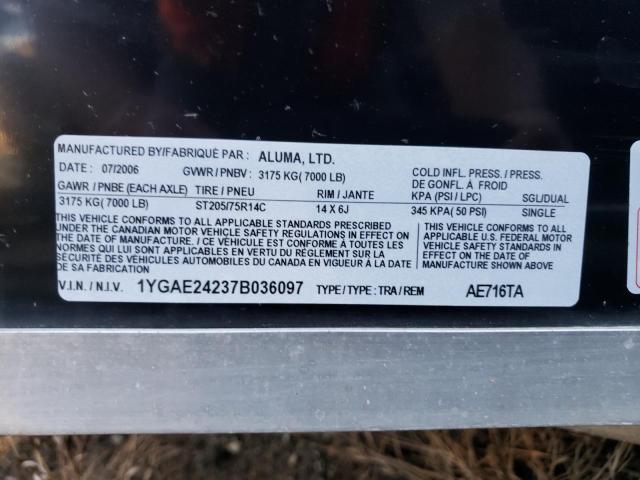 MANUFACTURED BY/FABRIQUÉ PAR : ALUMA, LTD.
DATE : 07/2006 GVWR / PNBV : 3175 KG( 7000 LB)
COLD INFL. PRESS./ PRESS.
DE GONFL. À FROID
GAWR / PNBE (EACH AXLE) TIRE / PNEU RIM / JANTE KPA (PSI / LPC) SGL/DUAL
3175 KG( 7000 LB) ST205/75R14C 14 X 6J 345 KPA( 50 PSI) SINGLE
THIS VEHICLE CONFORMS TO ALL APPLICABLE STANDARDS PRESCRIBED
UNDER THE CANADIAN MOTOR VEHICLE SAFETY REGULATIONS IN EFFECT ON
THE DATE OF MANUFACTURE. / CE VÉHICULE EST CONFORME À TOUTES
LES NORMES QUI LUI SONT APPLICABLES EN VERTU DU RÉGLEMENT SUR LA
SÉCURITÉ DES VÉHICULES AUTOMOBILES DU CANADA EN VIGUEUR À LA DATE
DE SA FABRICATION
THIS VEHICLE CONFORMS TO ALL
APPLICABLE U.S. FEDERAL MOTOR
VEHICLE SAFETY STANDARDS IN
EFFECT ON THE DATE OF
MANUFACTURE SHOWN ABOVE.
V.I.N. / N.I.V. 1YGAE24237B036097 TYPE / TYPE : TRA / REM AE716TA